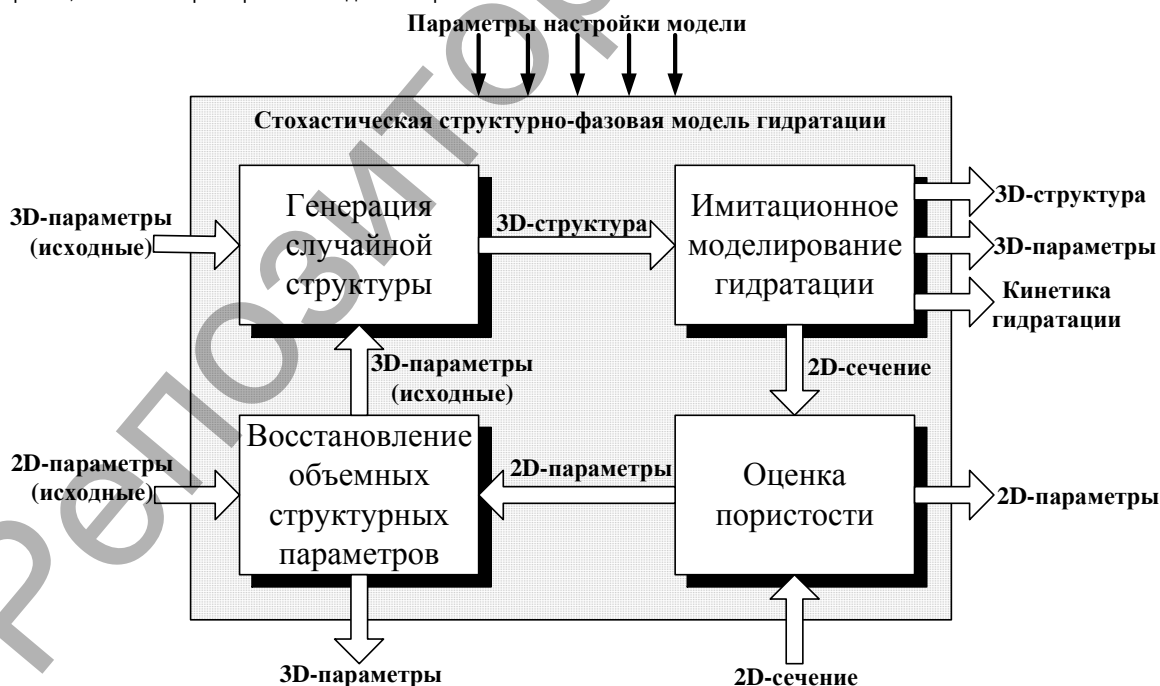 Параметры настройки модели
Стохастическая структурно-фазовая модель гидратации
3D-параметры
(исходные)
Генерация
случайной
структуры
3D-структура
Имитационное
моделирование
гидратации
3D-структура
3D-параметры
Кинетика
гидратации
3D-параметры
(исходные)
2D-сечение
2D-параметры
(исходные)
Восстановление
объемных
структурных
параметров
2D-параметры
Оценка
пористости
2D-параметры
3D-параметры
2D-сечение
Репозитор